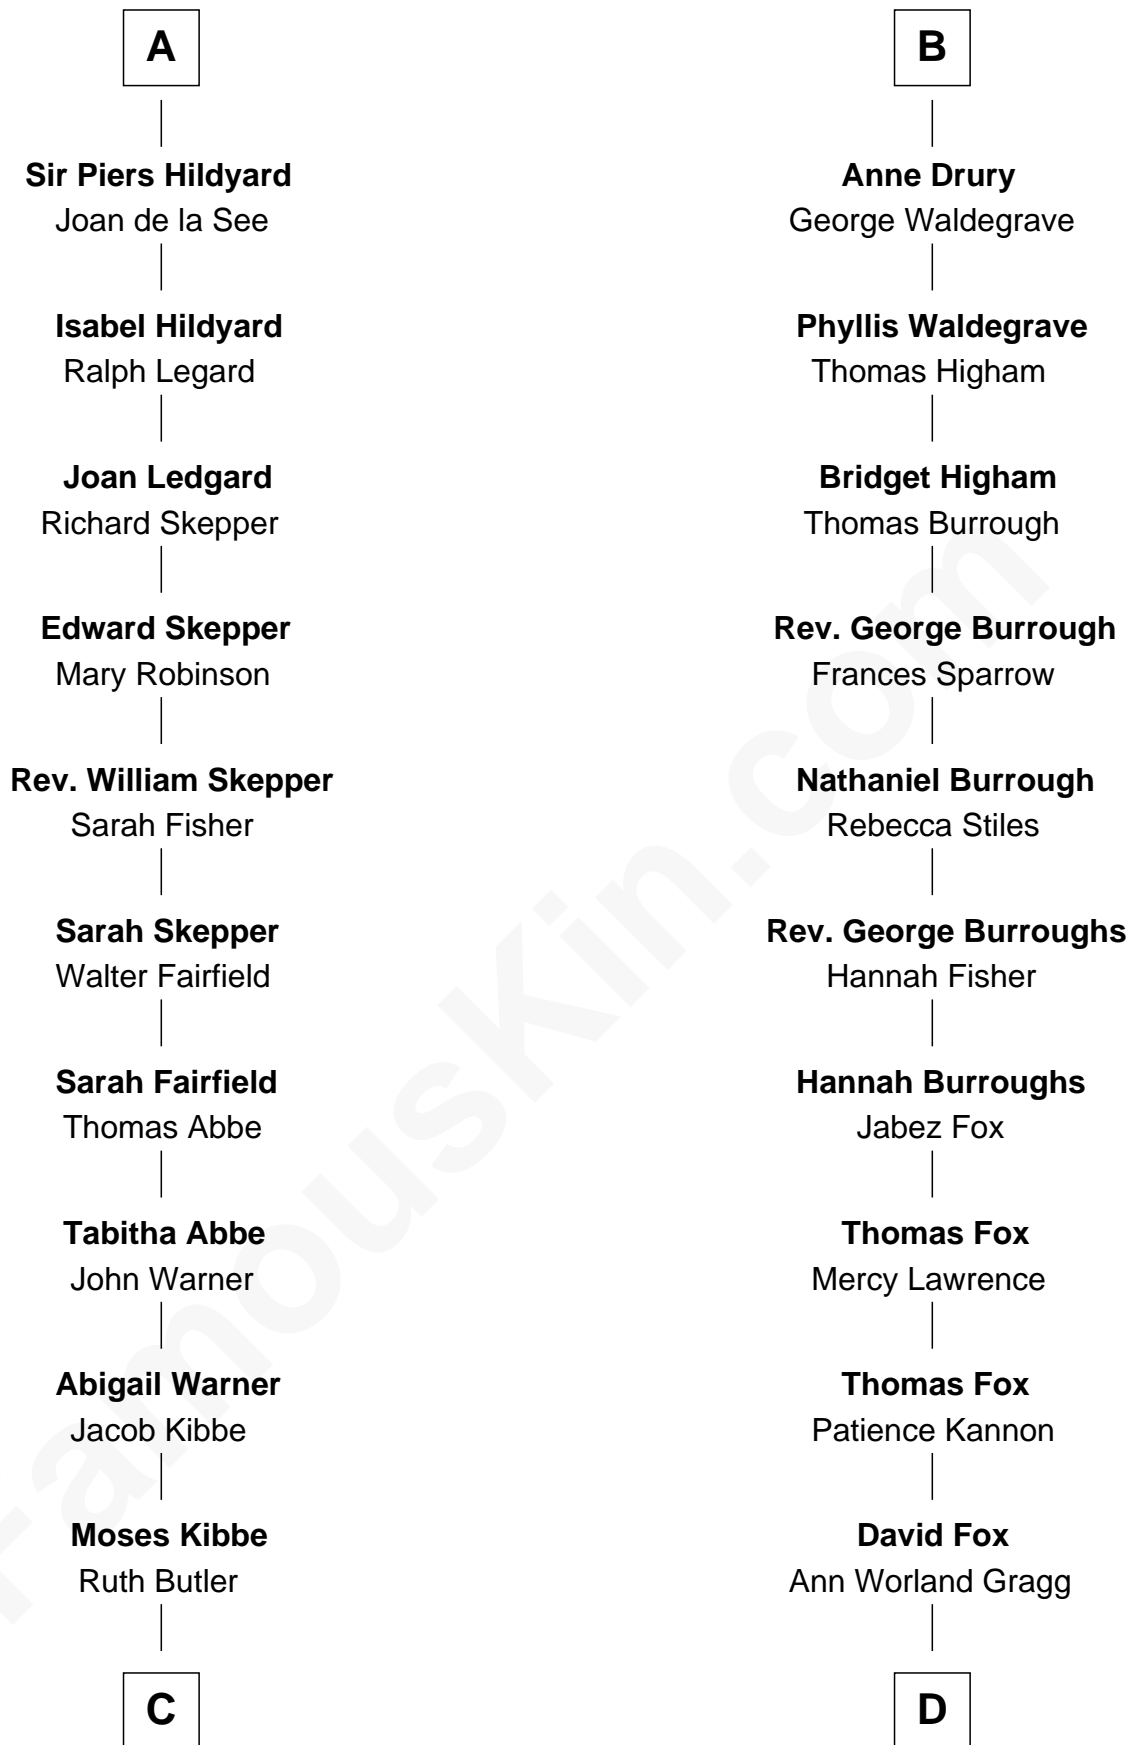 A
Sir Piers Hildyard
Joan de la See
Isabel Hildyard
Ralph Legard
Joan Ledgard
Richard Skepper
Edward Skepper
Mary Robinson
Rev. William Skepper
Sarah Fisher
Sarah Skepper
Walter Fairfield
Sarah Fairfield
Thomas Abbe
Tabitha Abbe
John Warner
Abigail Warner
Jacob Kibbe
Moses Kibbe
Ruth Butler
C
B
Anne Drury
George Waldegrave
Phyllis Waldegrave
Thomas Higham
Bridget Higham
Thomas Burrough
Rev. George Burrough
Frances Sparrow
Nathaniel Burrough
Rebecca Stiles
Rev. George Burroughs
Hannah Fisher
Hannah Burroughs
Jabez Fox
Thomas Fox
Mercy Lawrence
Thomas Fox
Patience Kannon
David Fox
Ann Worland Gragg
D
FamousKin.com